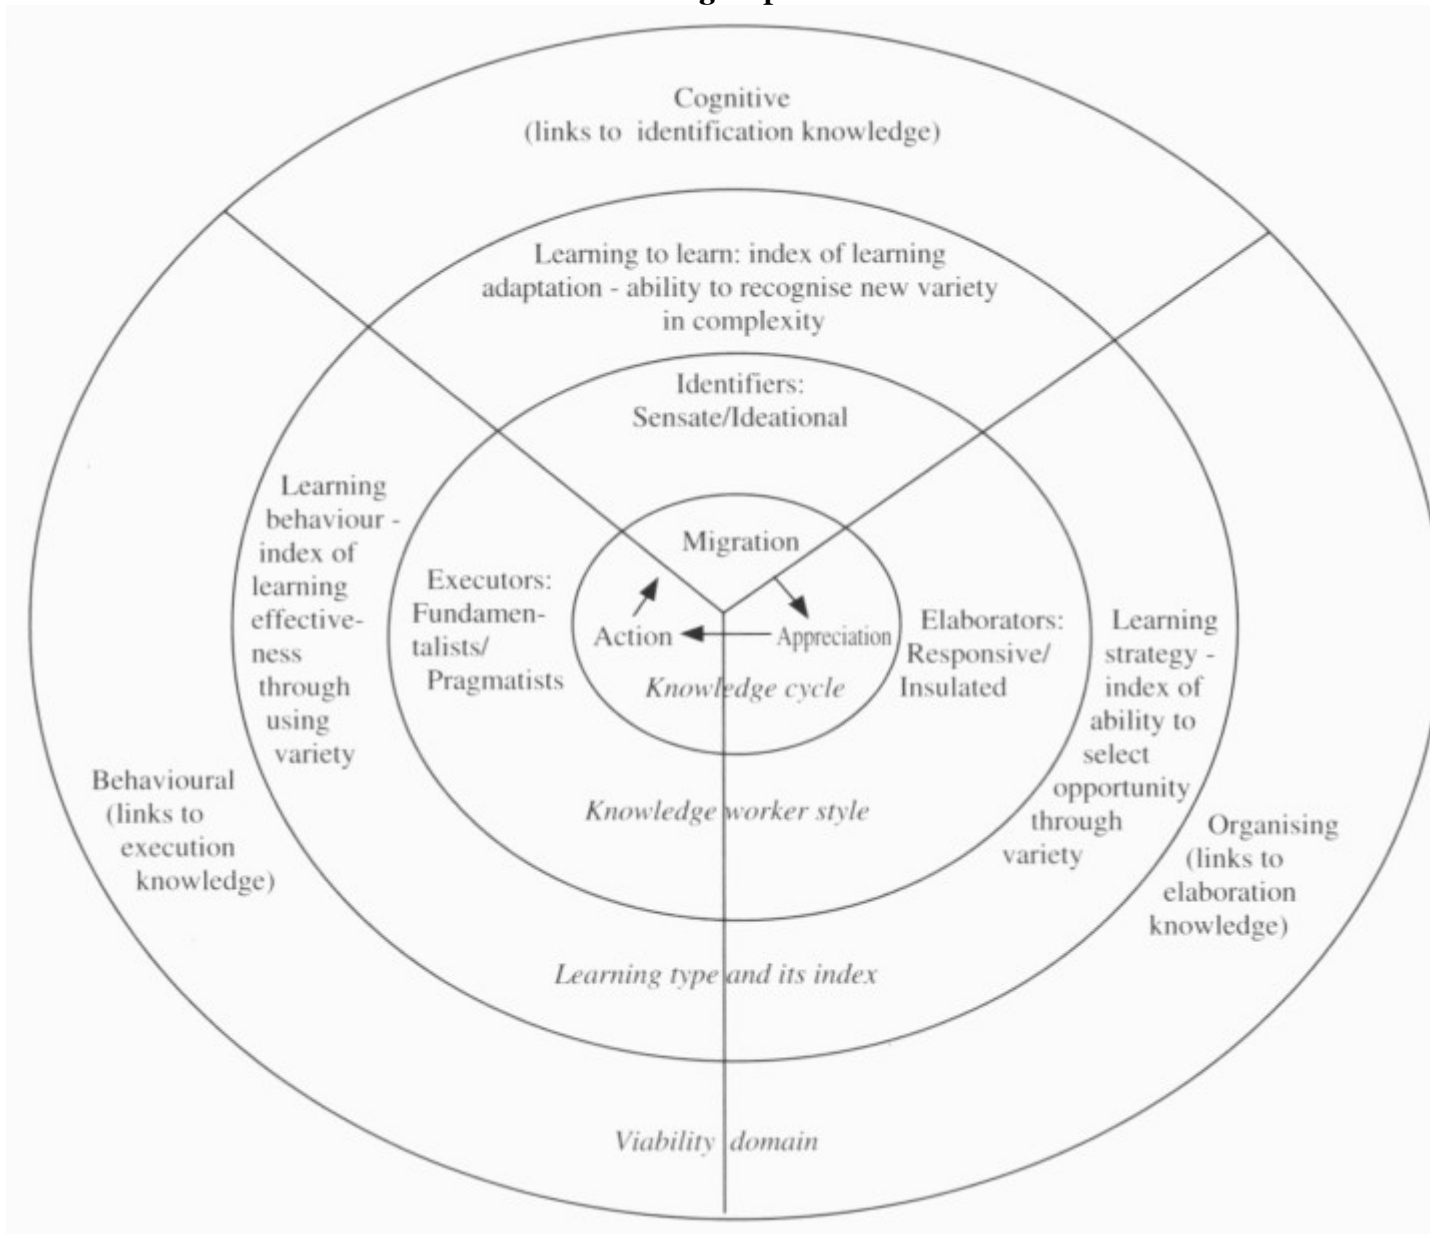 Cognitive
(links to identification knowledge)
Learning to learn: index of learning
adaptation - ability to recognise new variety
in complexity
Identifiers:
Sensate/Ideational
Migration
Action
Appreciation
Knowledge cycle
Executors:
Fundamen-
talists/
Pragmatists
Elaborators:
Responsive/
Insulated
Knowledge worker style
Learning
behaviour -
index of
learning
effective-
ness
through
using
variety
Learning
strategy -
index of
ability to
select
opportunity
through
variety
Learning type and its index
Behavioural
(links to
execution
knowledge)
Organising
(links to
elaboration
knowledge)
Viability domain